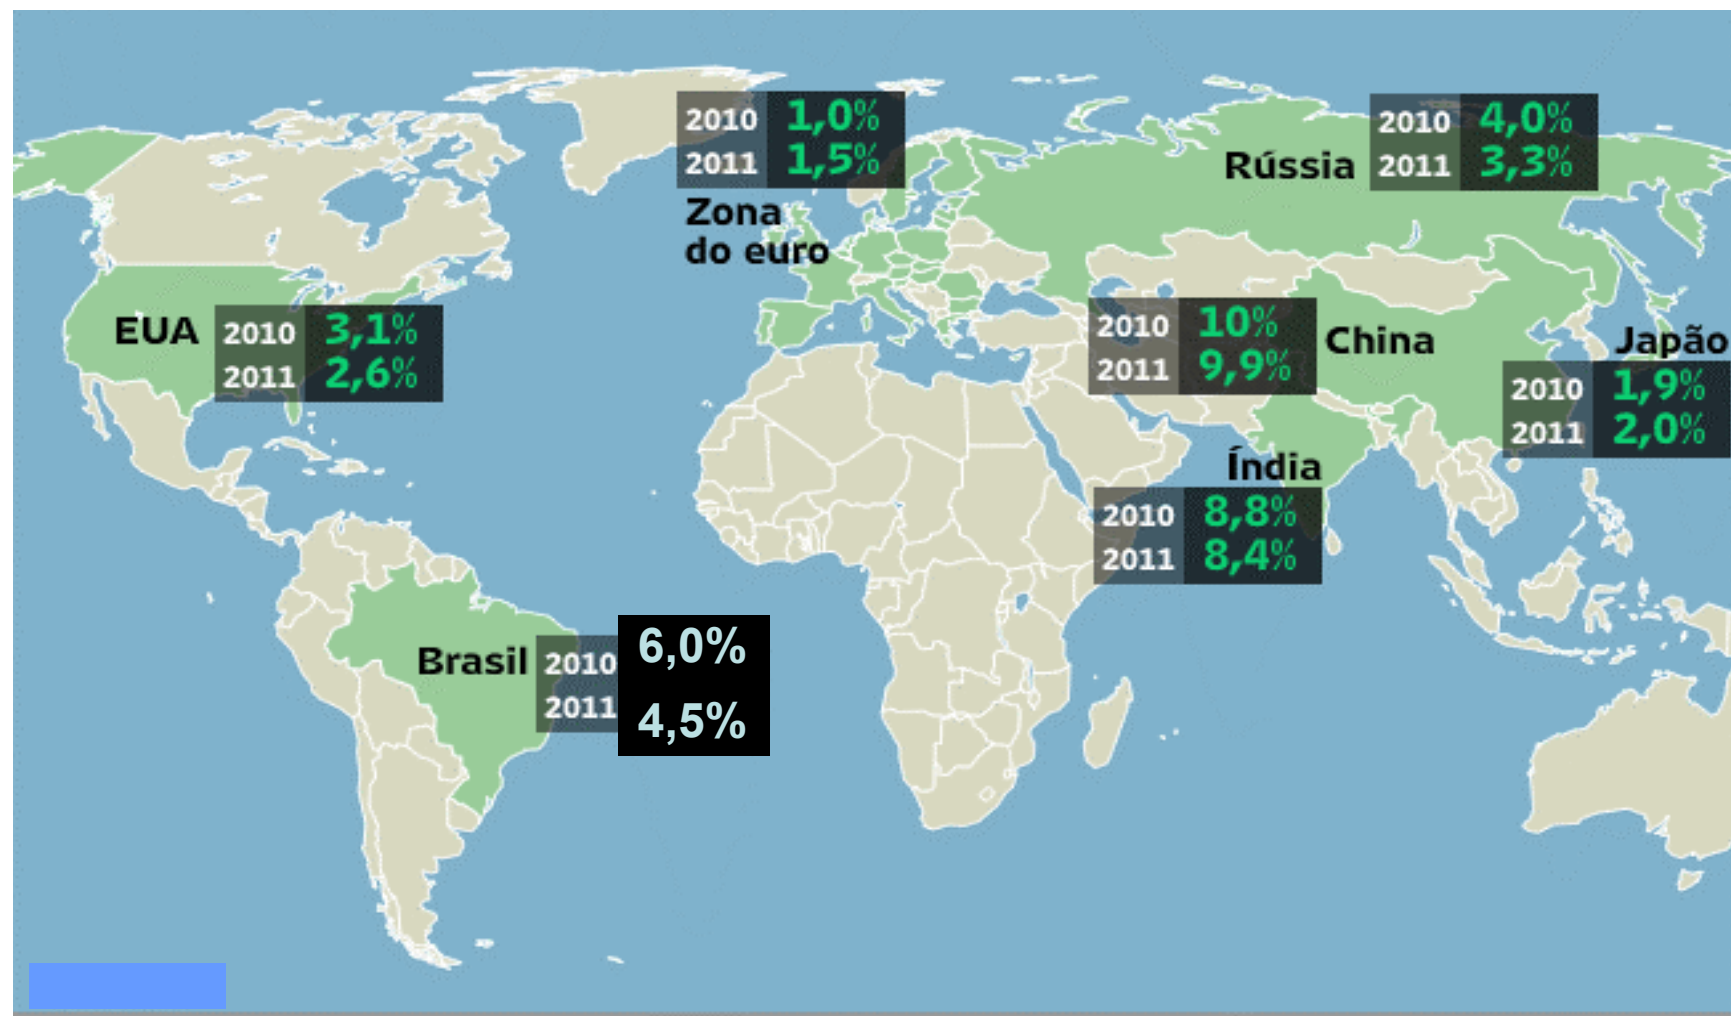 2010 1,0%
2011 1,5%
Zona
do euro
Rússia
2010 4,0%
2011 3,3%
EUA
2010 3,1%
2011 2,6%
2010 10%
2011 9,9%
China
Japão
2010 1,9%
2011 2,0%
Índia
2010 8,8%
2011 8,4%
Brasil
2010 6,0%
2011 4,5%